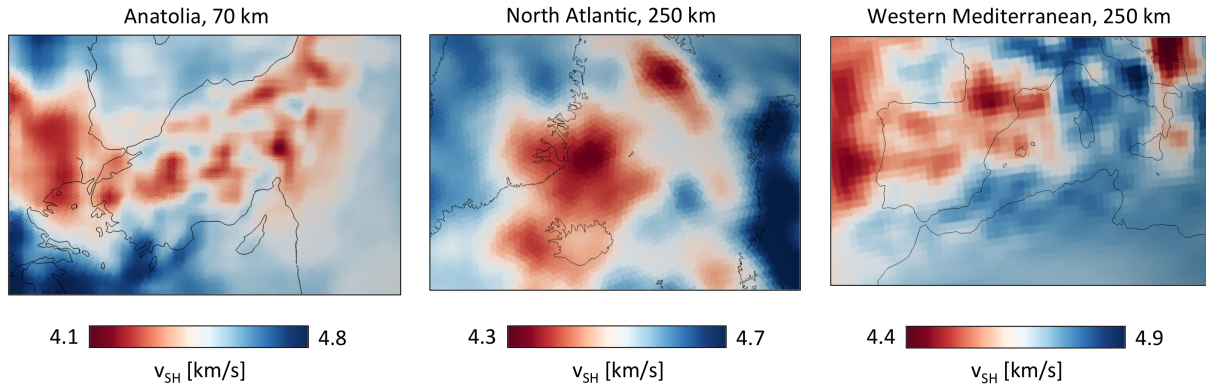 Anatolia, 70 km
North Atlantic, 250 km
Western Mediterranean, 250 km
4.1
4.8
4.3
4.7
4.4
4.9
vSH [km/s]
vSH [km/s]
vSH [km/s]